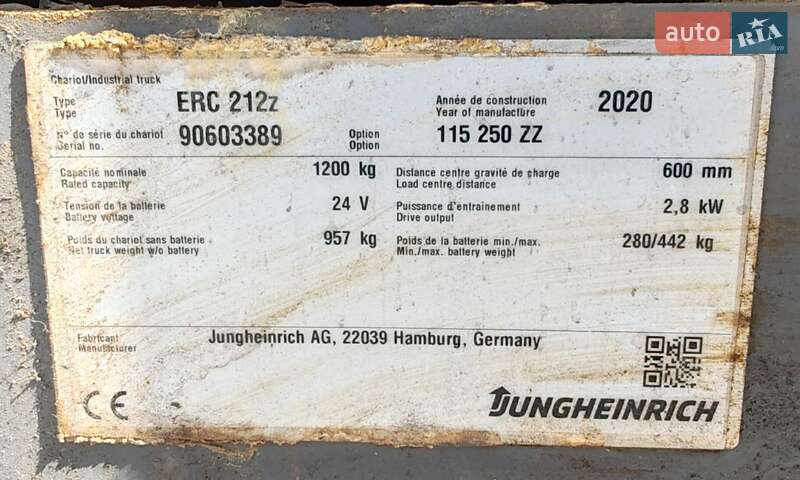 auto RIA .com
Chariot/Industrial truck
Type
Type
ERC 212z
Année de construction
Year of manufacture
2020
N° de série du chariot
Serial no.
90603389
Option
Option
115 250 ZZ
Capacité nominale
Rated capacity
1200 kg
Distance centre gravité de charge
Load centre distance
600 mm
Tension de la batterie
Battery voltage
24 V
Puissance d'entrainement
Drive output
2,8 kW
Poids du chariot sans batterie
Net truck weight w/o battery
957 kg
Poids de la batterie min./max.
Min./max. battery weight
280/442 kg
Fabricant
Manufacturer
Jungheinrich AG, 22039 Hamburg, Germany
CE
JUNGHEINRICH